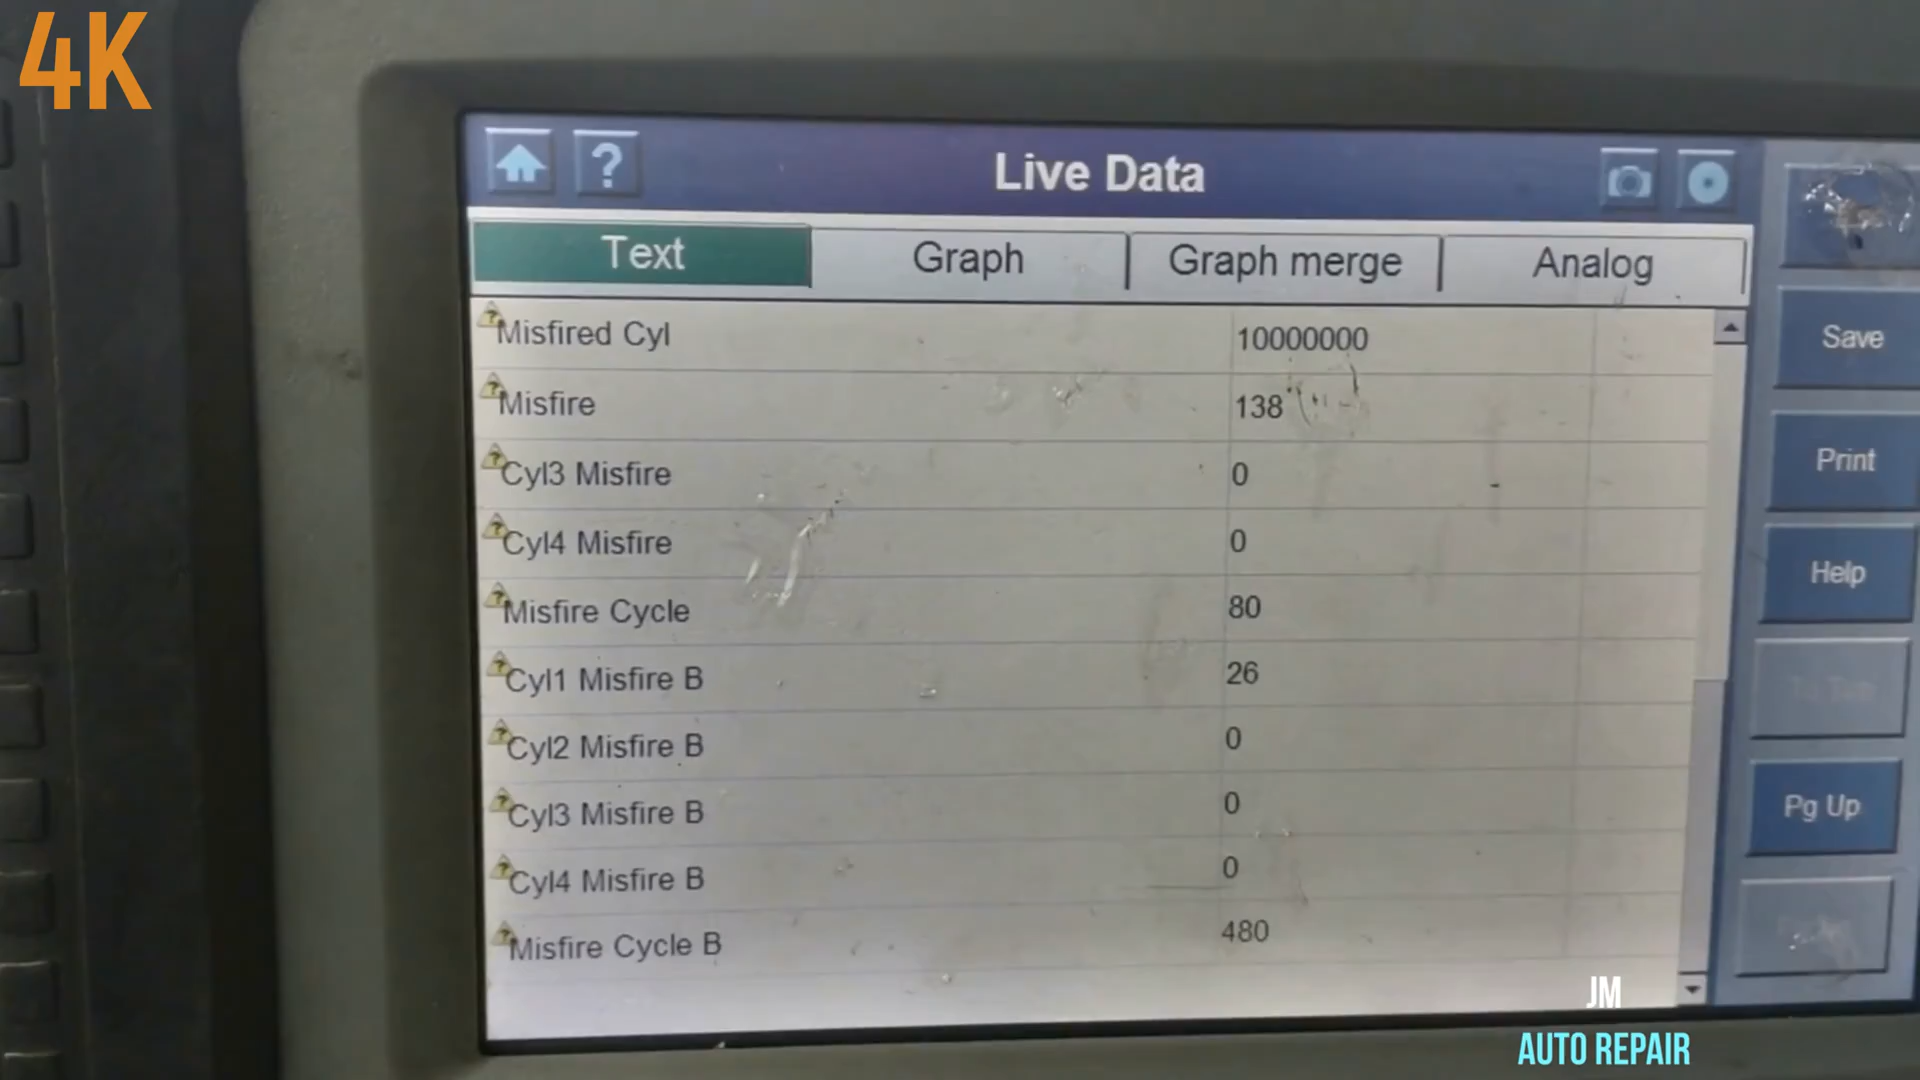 4K
Live Data
?
Text Graph Graph merge Analog
Misfired Cyl 10000000
Misfire 138
Cyl3 Misfire 0
Cyl4 Misfire 0
Misfire Cycle 80
Cyl1 Misfire B 26
Cyl2 Misfire B 0
Cyl3 Misfire B 0
Cyl4 Misfire B 0
Misfire Cycle B 480
Save
Print
Help
Pg Up
JM
AUTO REPAIR